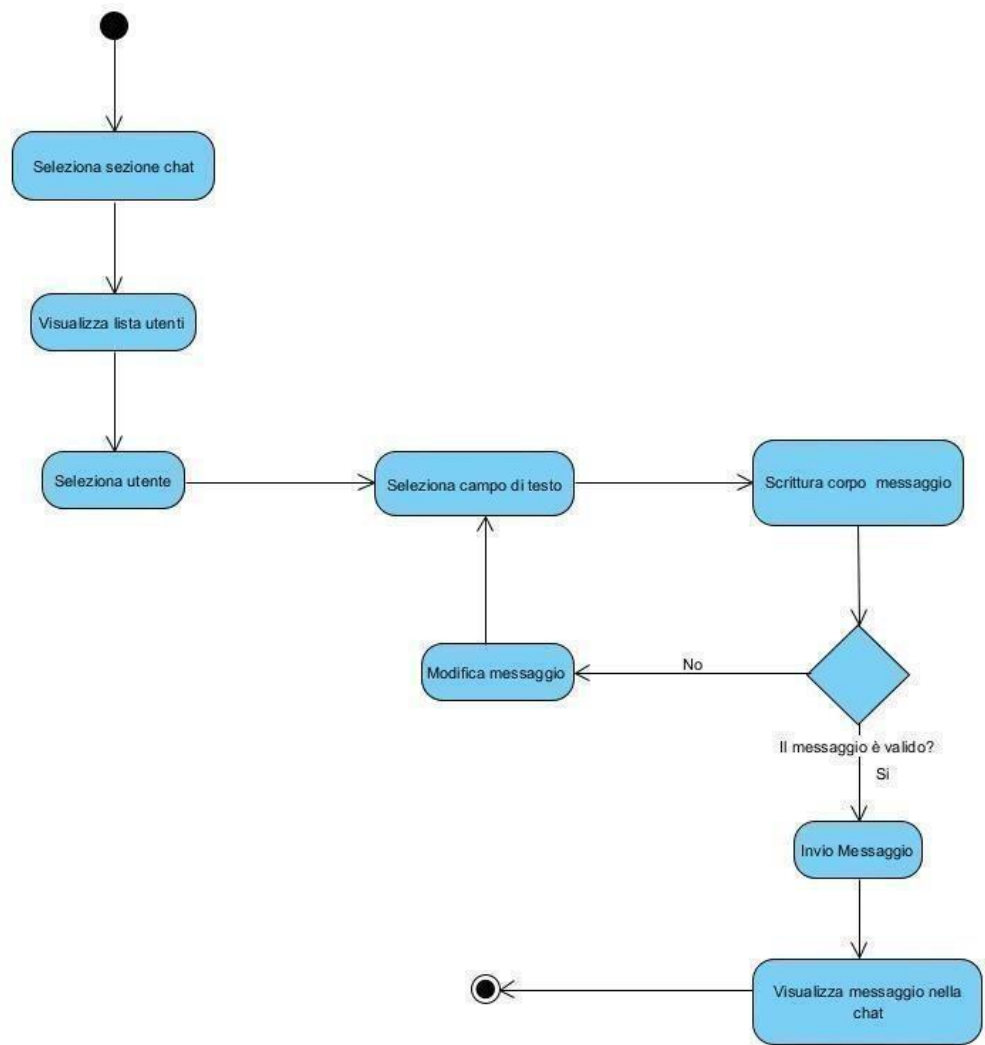 Seleziona sezione chat
Visualizza lista utenti
Seleziona utente
Seleziona campo di testo
Scrittura corpo messaggio
Modifica messaggio
No
Il messaggio è valido?
Si
Invio Messaggio
Visualizza messaggio nella
chat